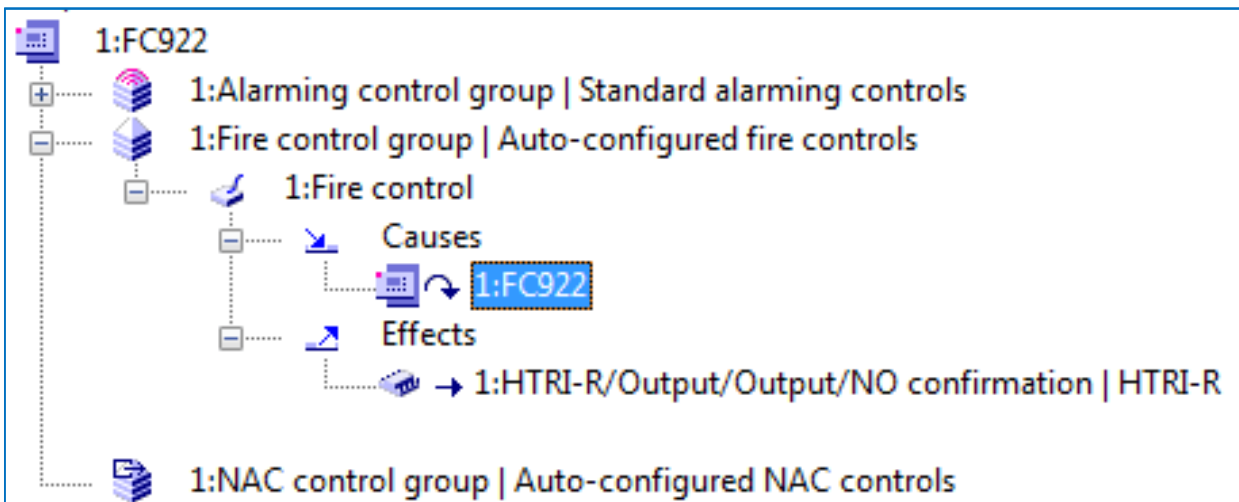 1:FC922
1:Alarming control group | Standard alarming controls
1:Fire control group | Auto-configured fire controls
1:Fire control
Causes
1:FC922
Effects
1:HTRI-R/Output/Output/NO confirmation | HTRI-R
1:NAC control group | Auto-configured NAC controls